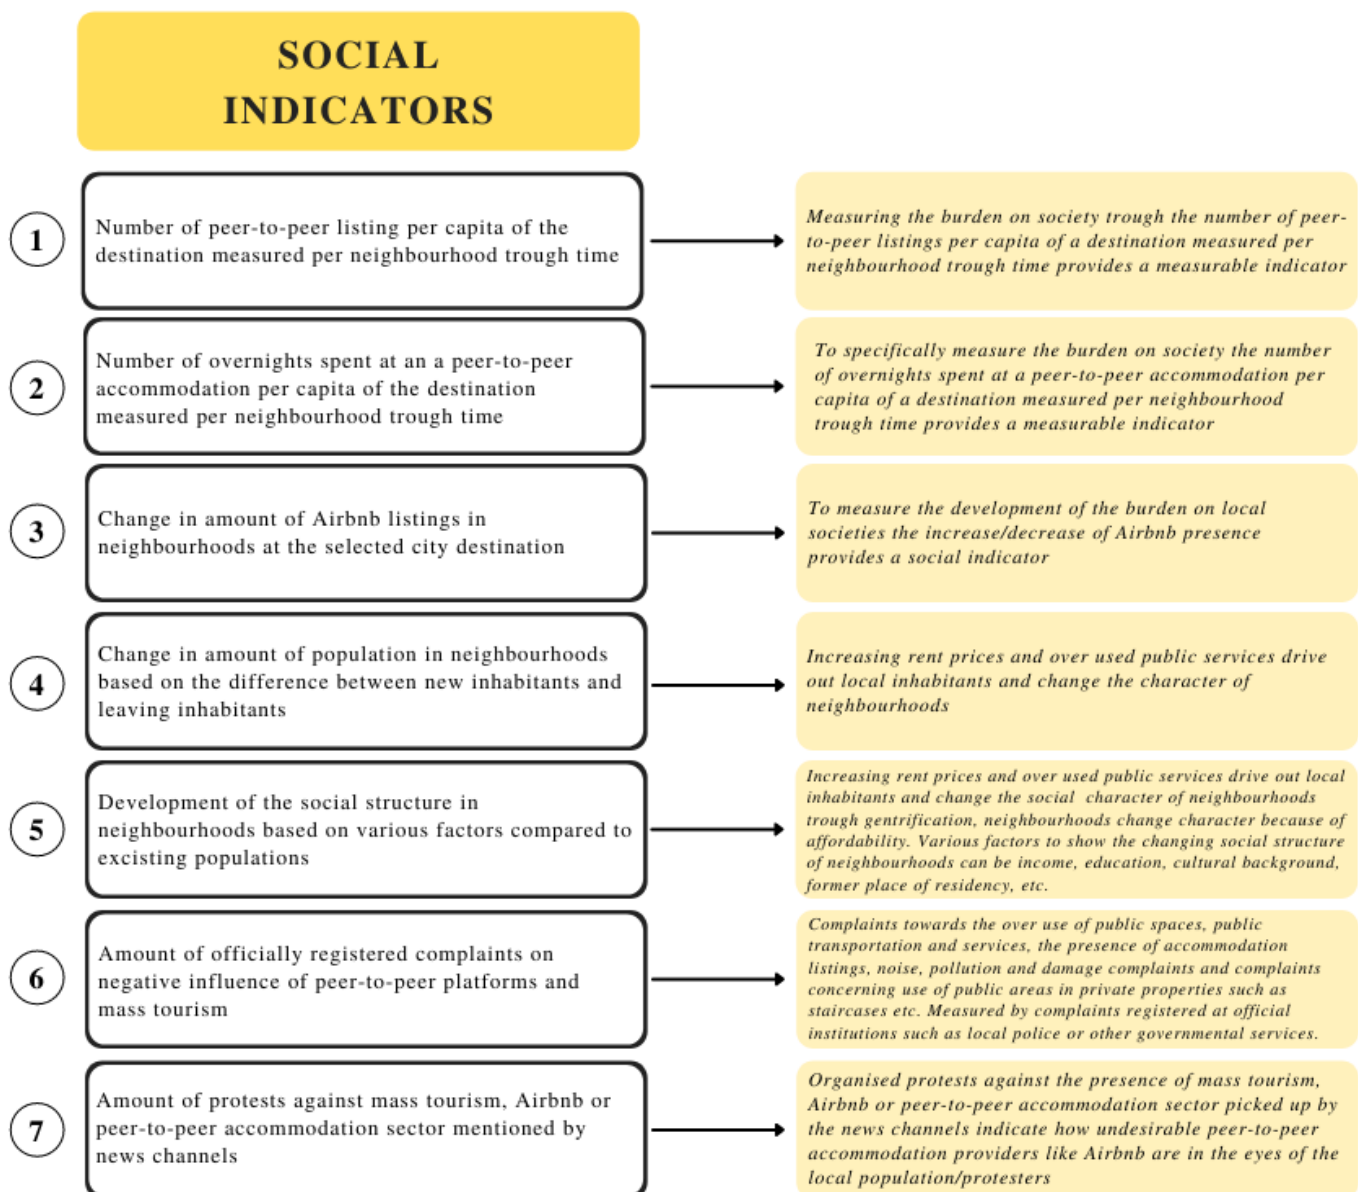 SOCIAL
INDICATORS
1
Number of peer-to-peer listing per capita of the
destination measured per neighbourhood trough time
Measuring the burden on society trough the number of peer-
to-peer listings per capita of a destination measured per
neighbourhood trough time provides a measurable indicator
2
Number of overnights spent at an a peer-to-peer
accommodation per capita of the destination
measured per neighbourhood trough time
To specifically measure the burden on society the number
of overnights spent at a peer-to-peer accommodation per
capita of a destination measured per neighbourhood
trough time provides a measurable indicator
3
Change in amount of Airbnb listings in
neighbourhoods at the selected city destination
To measure the development of the burden on local
societies the increase/decrease of Airbnb presence
provides a social indicator
4
Change in amount of population in neighbourhoods
based on the difference between new inhabitants and
leaving inhabitants
Increasing rent prices and over used public services drive
out local inhabitants and change the character of
neighbourhoods
5
Development of the social structure in
neighbourhoods based on various factors compared to
excisting populations
Increasing rent prices and over used public services drive out local
inhabitants and change the social character of neighbourhoods
trough gentrification, neighbourhoods change character because of
affordability. Various factors to show the changing social structure
of neighbourhoods can be income, education, cultural background,
former place of residency, etc.
6
Amount of officially registered complaints on
negative influence of peer-to-peer platforms and
mass tourism
Complaints towards the over use of public spaces, public
transportation and services, the presence of accommodation
listings, noise, pollution and damage complaints and complaints
concerning use of public areas in private properties such as
staircases etc. Measured by complaints registered at official
institutions such as local police or other governmental services.
7
Amount of protests against mass tourism, Airbnb or
peer-to-peer accommodation sector mentioned by
news channels
Organised protests against the presence of mass tourism,
Airbnb or peer-to-peer accommodation sector picked up by
the news channels indicate how undesirable peer-to-peer
accommodation providers like Airbnb are in the eyes of the
local population/protesters